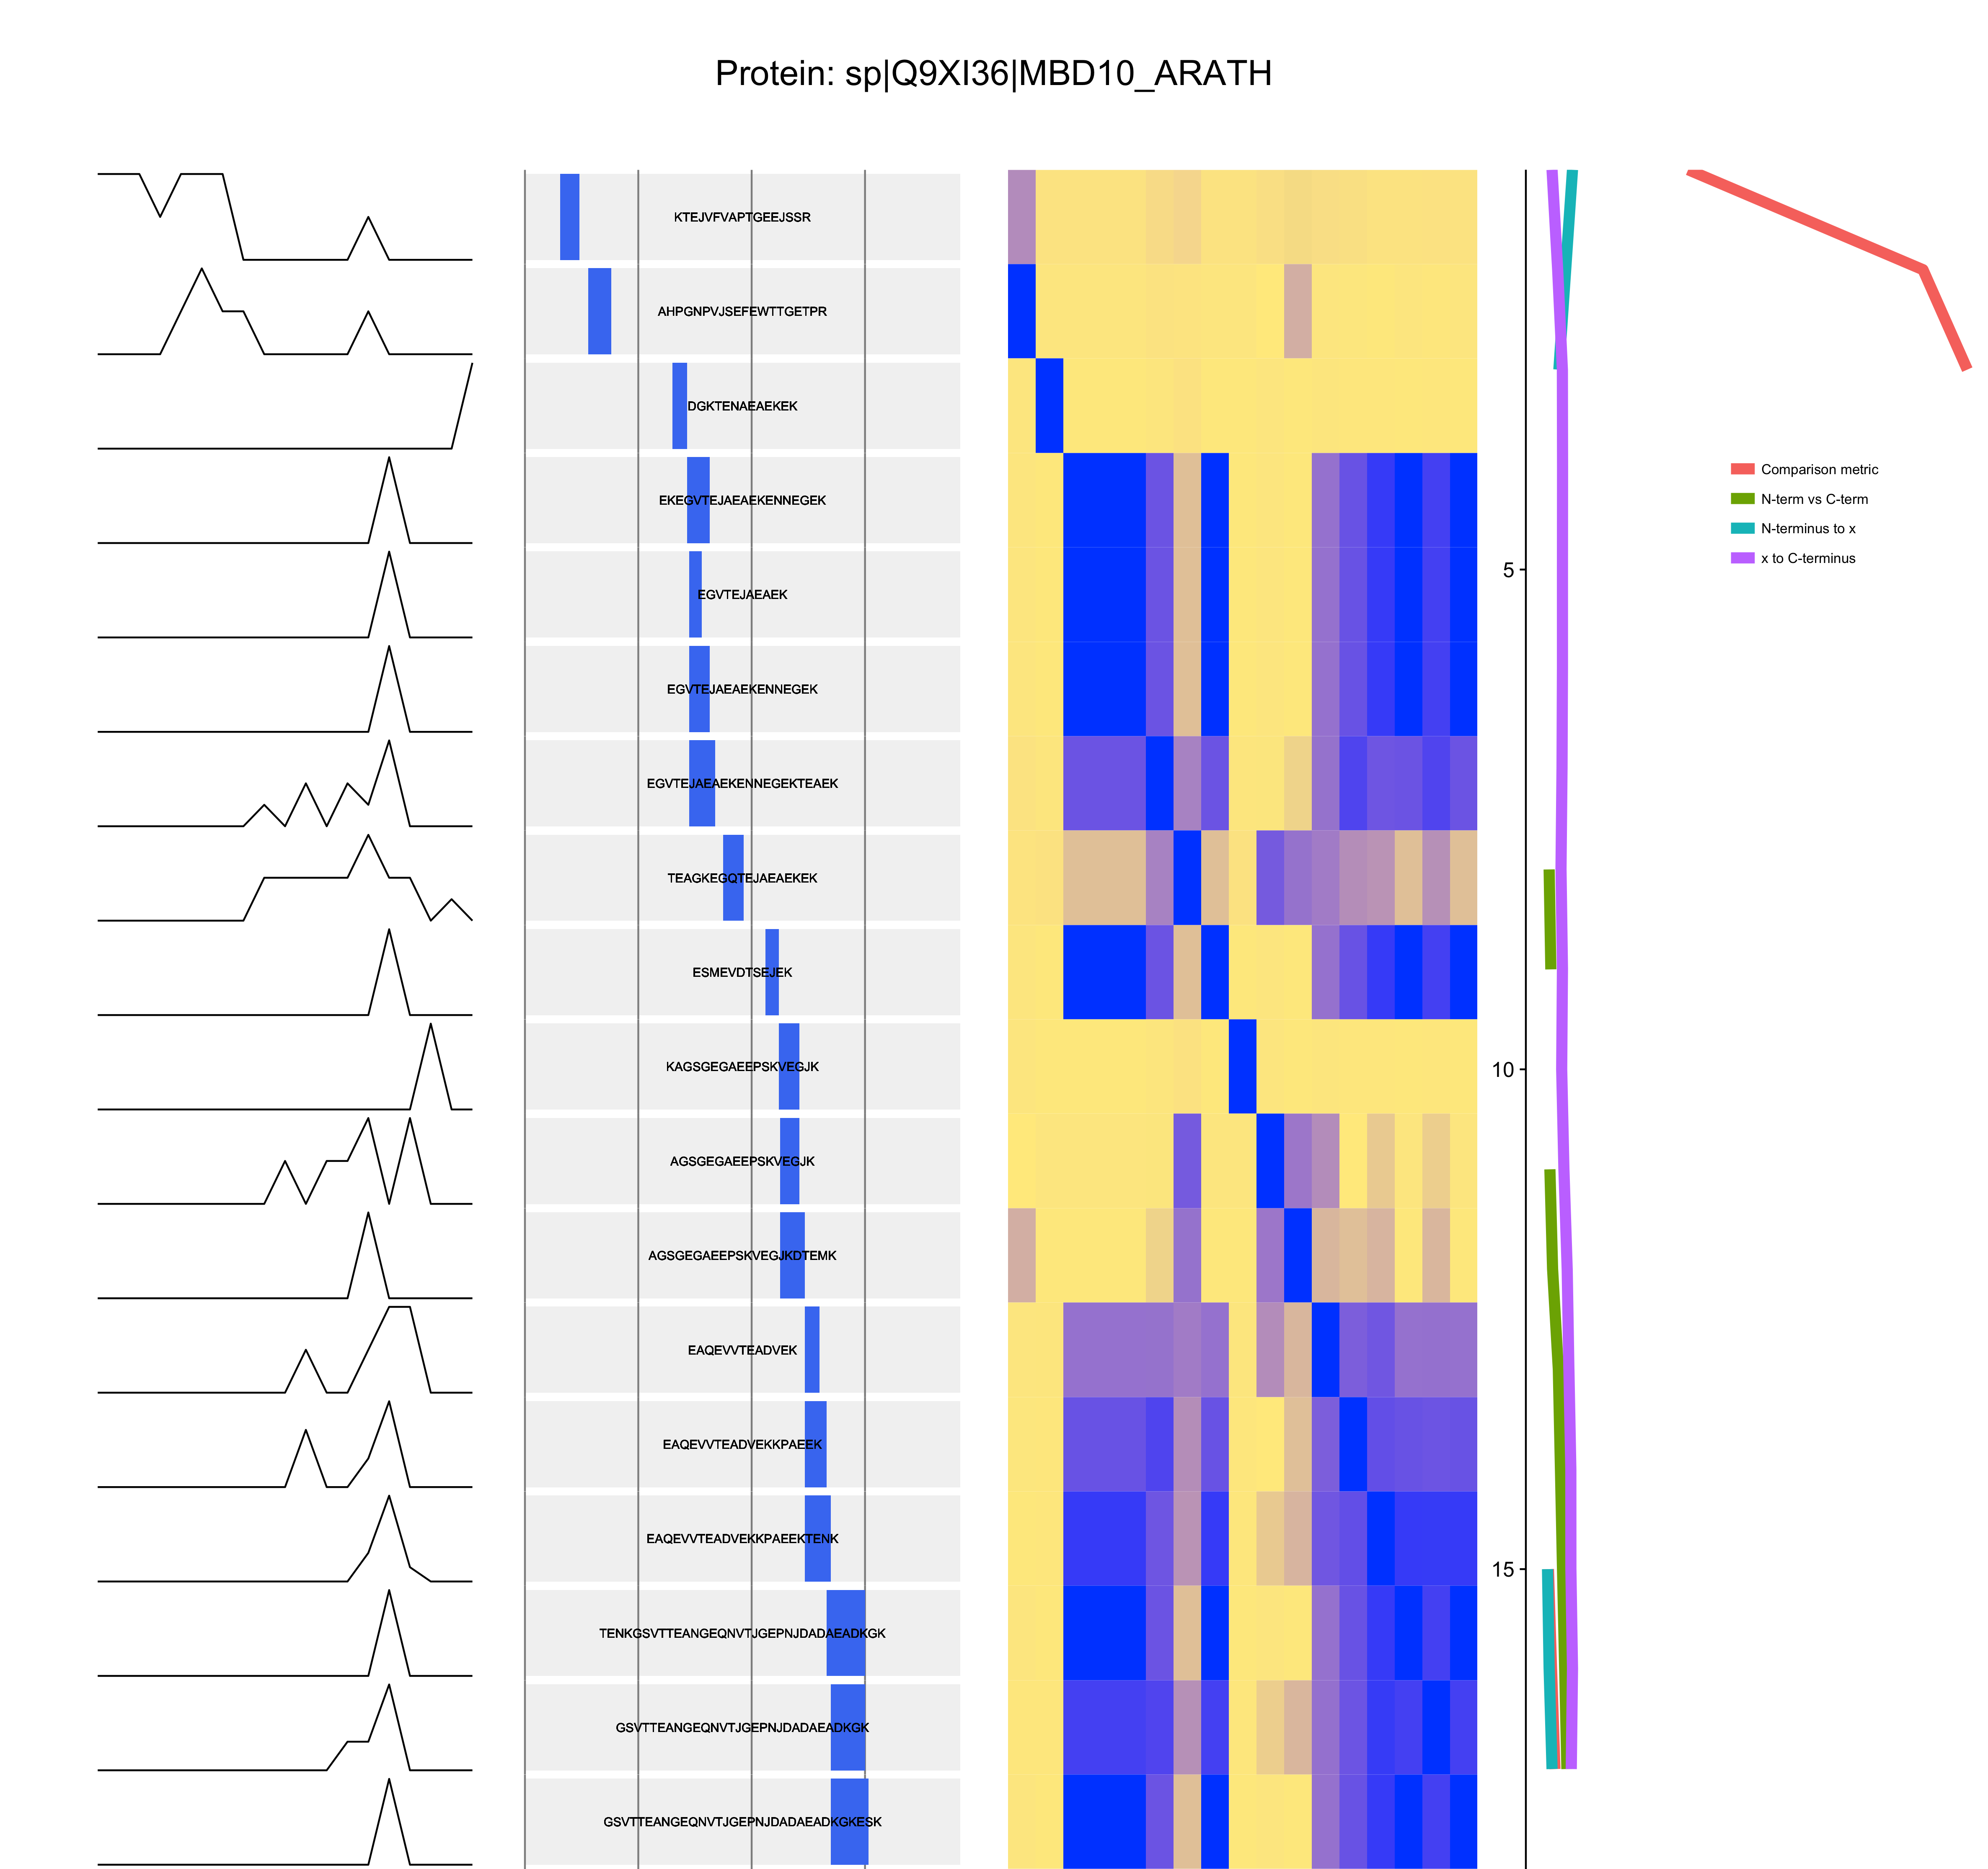 Protein: sp|Q9XI36|MBD10_ARATH
KTEJVFVAPTGEEJSSR
AHPGNPVJSEFEWTTGETPR
DGKTENAEAEKEK
EKEGVTEJAEAEKENNEGEK
EGVTEJAEAEK
EGVTEJAEAEKENNEGEK
EGVTEJAEAEKENNEGEKTEAEK
TEAGKEGQTEJAEAEKEK
ESMEVDTSEJEK
KAGSGEGAEEPSKVEGJK
AGSGEGAEEPSKVEGJK
AGSGEGAEEPSKVEGJKDTEMK
EAQEVVTEADVEK
EAQEVVTEADVEKKPAEEK
EAQEVVTEADVEKKPAEEKTENK
TENKGSVTTEANGEQNVTJGEPNJDADAEADKGK
GSVTTEANGEQNVTJGEPNJDADAEADKGK
GSVTTEANGEQNVTJGEPNJDADAEADKGKESK
5
10
15
Comparison metric
N-term vs C-term
N-terminus to x
x to C-terminus